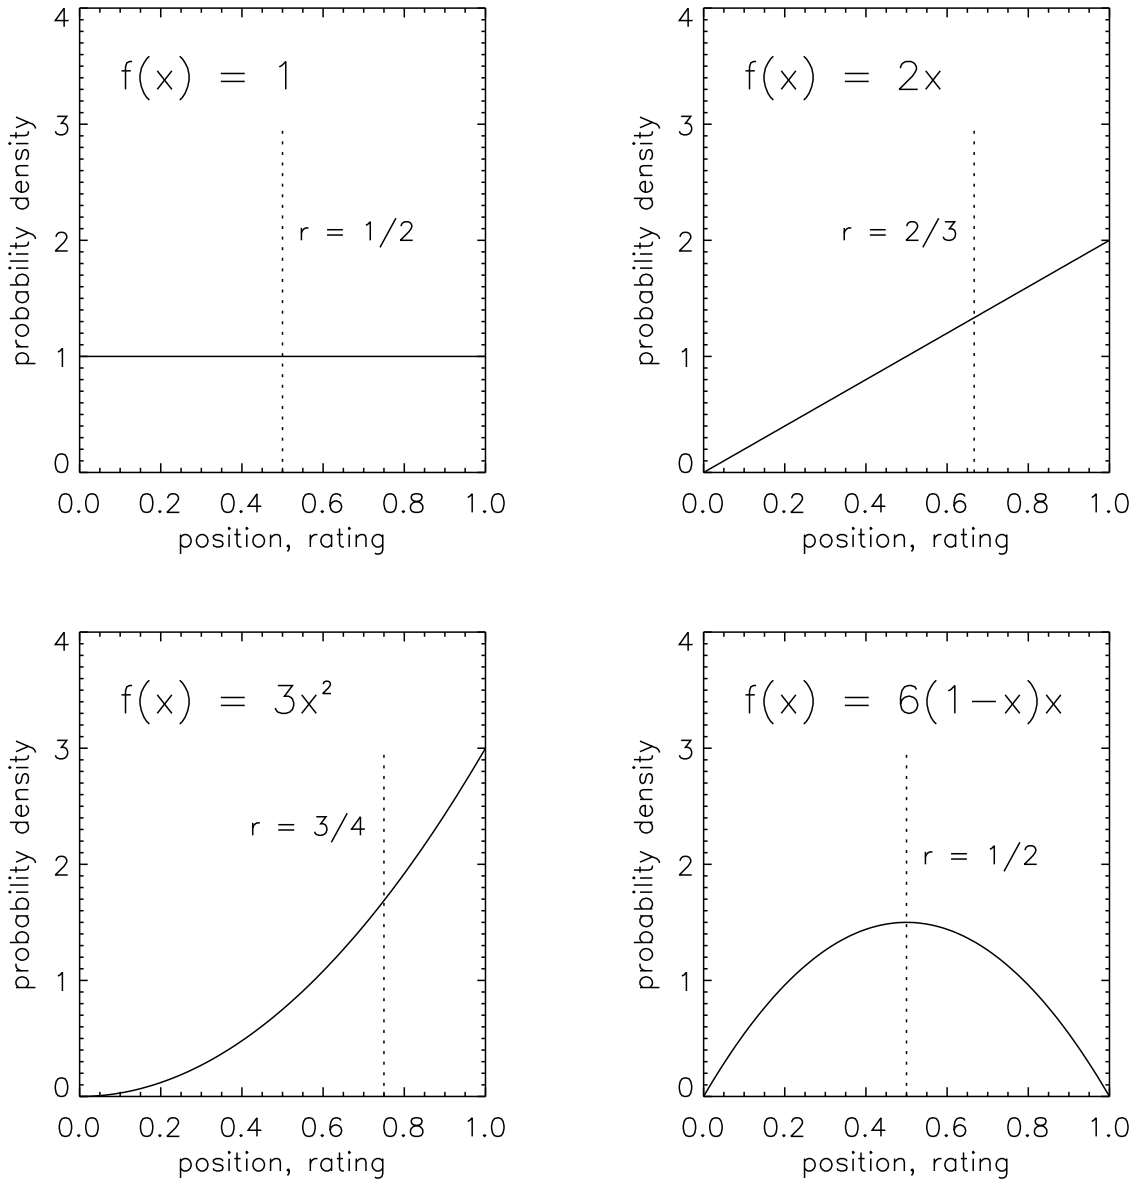 4
f(x) = 1
3
r = 1/2
2
1
0
0.0 0.2 0.4 0.6 0.8 1.0
position, rating
probability density
4
f(x) = 2x
3
r = 2/3
2
1
0
0.0 0.2 0.4 0.6 0.8 1.0
position, rating
probability density
4
f(x) = 3x²
3
r = 3/4
2
1
0
0.0 0.2 0.4 0.6 0.8 1.0
position, rating
probability density
4
f(x) = 6(1−x)x
3
r = 1/2
2
1
0
0.0 0.2 0.4 0.6 0.8 1.0
position, rating
probability density